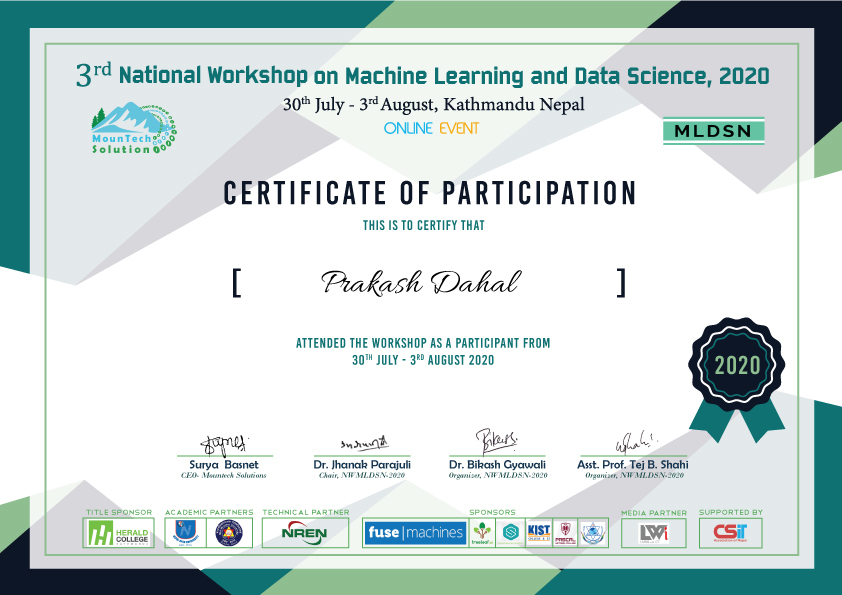 3rd National Workshop on Machine Learning and Data Science, 2020
30th July - 3rd August, Kathmandu Nepal
ONLINE EVENT
MounTech
Solution
MLDSN
CERTIFICATE OF PARTICIPATION
THIS IS TO CERTIFY THAT
[ Prakash Dahal ]
ATTENDED THE WORKSHOP AS A PARTICIPANT FROM
30TH JULY - 3RD AUGUST 2020
2020
Surya Basnet
CEO- Mountech Solutions
Dr. Jhanak Parajuli
Chair, NWMLDSN-2020
Dr. Bikash Gyawali
Organizer, NWMLDSN-2020
Asst. Prof. Tej B. Shahi
Organizer, NWMLDSN-2020
TITLE SPONSOR
HERALD
COLLEGE
KATHMANDU
ACADEMIC PARTNERS
TECHNICAL PARTNER
NREN
SPONSORS
fuse|machines
treeleaf
KIST
MEDIA PARTNER
LWi
SUPPORTED BY
CSiT